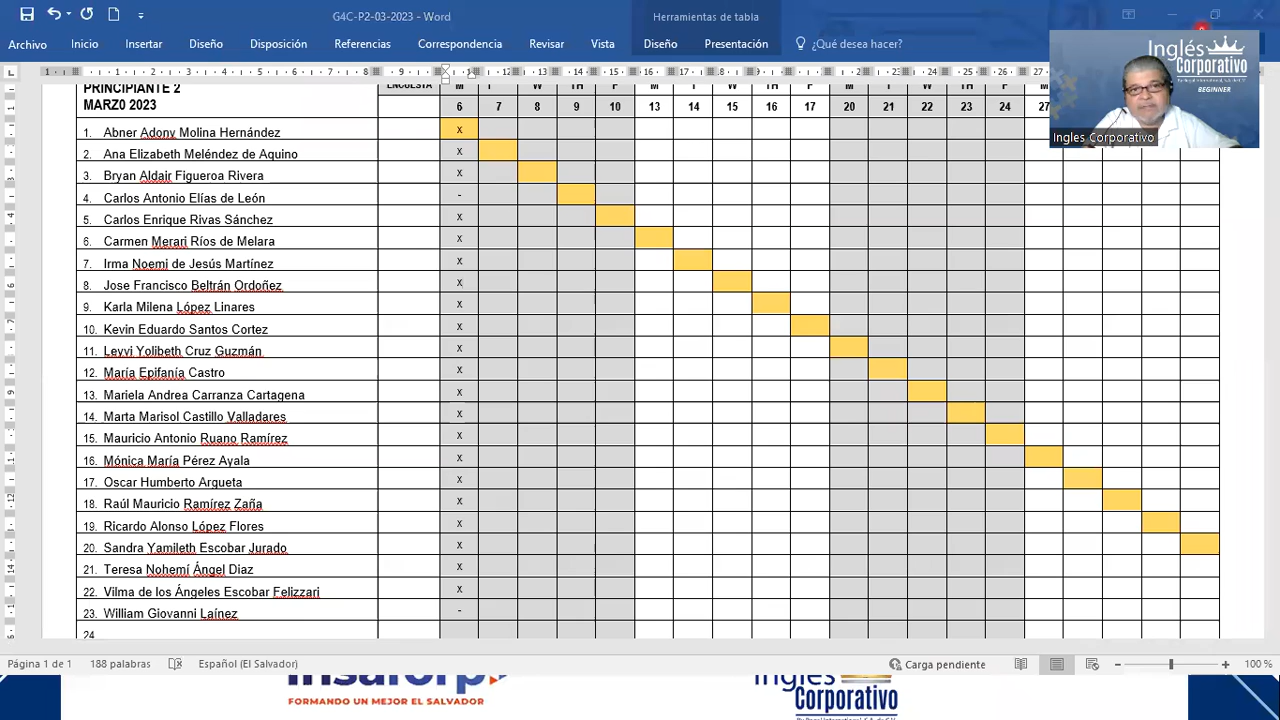 G4C-P2-03-2023 - Word
Herramientas de tabla
Archivo Inicio Insertar Diseño Disposición Referencias Correspondencia Revisar Vista Diseño Presentación ¿Qué desea hacer?
Inglés
Corporativo
BEGINNER
Ingles Corporativo
PRINCIPIANTE 2 ENCUESTA M T W TH F M T W TH F M T W TH F M
MARZO 2023 6 7 8 9 10 13 14 15 16 17 20 21 22 23 24 27
1. Abner Adony Molina Hernández x
2. Ana Elizabeth Meléndez de Aquino x
3. Bryan Aldair Figueroa Rivera x
4. Carlos Antonio Elías de León -
5. Carlos Enrique Rivas Sánchez x
6. Carmen Merari Ríos de Melara x
7. Irma Noemi de Jesús Martínez x
8. Jose Francisco Beltrán Ordoñez x
9. Karla Milena López Linares x
10. Kevin Eduardo Santos Cortez x
11. Leyvi Yolibeth Cruz Guzmán x
12. María Epifanía Castro x
13. Mariela Andrea Carranza Cartagena x
14. Marta Marisol Castillo Valladares x
15. Mauricio Antonio Ruano Ramírez x
16. Mónica María Pérez Ayala x
17. Oscar Humberto Argueta x
18. Raúl Mauricio Ramírez Zaña x
19. Ricardo Alonso López Flores x
20. Sandra Yamileth Escobar Jurado x
21. Teresa Nohemí Ángel Diaz x
22. Vilma de los Ángeles Escobar Felizzari x
23. William Giovanni Laínez -
24.
Página 1 de 1 188 palabras Español (El Salvador) Carga pendiente 100 %
insaforp
FORMANDO UN MEJOR EL SALVADOR
Inglés
Corporativo